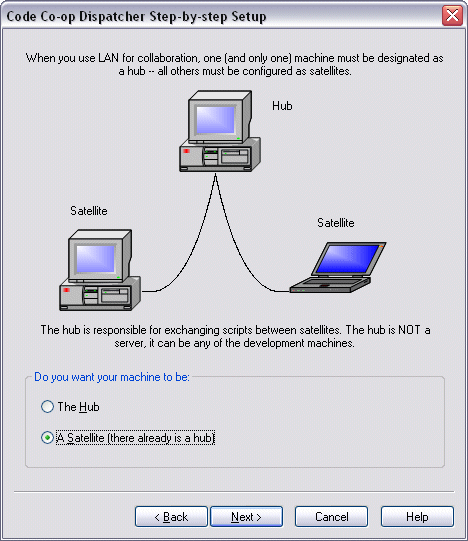 Code Co-op Dispatcher Step-by-step Setup
When you use LAN for collaboration, one (and only one) machine must be designated as
a hub -- all others must be configured as satellites.
Hub
Satellite
Satellite
The hub is responsible for exchanging scripts between satellites. The hub is NOT a
server, it can be any of the development machines.
Do you want your machine to be:
The Hub
A Satellite (there already is a hub)
< Back
Next >
Cancel
Help